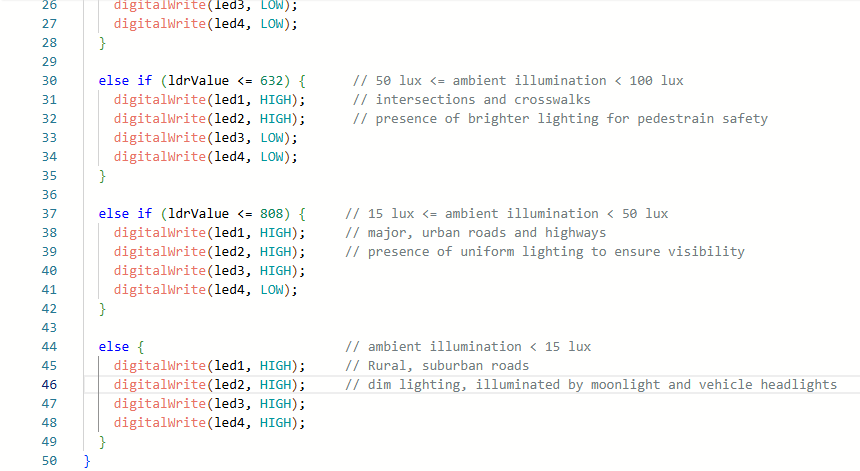 26 digitalWrite(led3, LOW);
27 digitalWrite(led4, LOW);
28 }
29
30 else if (ldrValue <= 632) { // 50 lux <= ambient illumination < 100 lux
31 digitalWrite(led1, HIGH); // intersections and crosswalks
32 digitalWrite(led2, HIGH); // presence of brighter lighting for pedestrain safety
33 digitalWrite(led3, LOW);
34 digitalWrite(led4, LOW);
35 }
36
37 else if (ldrValue <= 808) { // 15 lux <= ambient illumination < 50 lux
38 digitalWrite(led1, HIGH); // major, urban roads and highways
39 digitalWrite(led2, HIGH); // presence of uniform lighting to ensure visibility
40 digitalWrite(led3, HIGH);
41 digitalWrite(led4, LOW);
42 }
43
44 else { // ambient illumination < 15 lux
45 digitalWrite(led1, HIGH); // Rural, suburban roads
46 digitalWrite(led2, HIGH); // dim lighting, illuminated by moonlight and vehicle headlights
47 digitalWrite(led3, HIGH);
48 digitalWrite(led4, HIGH);
49 }
50 }